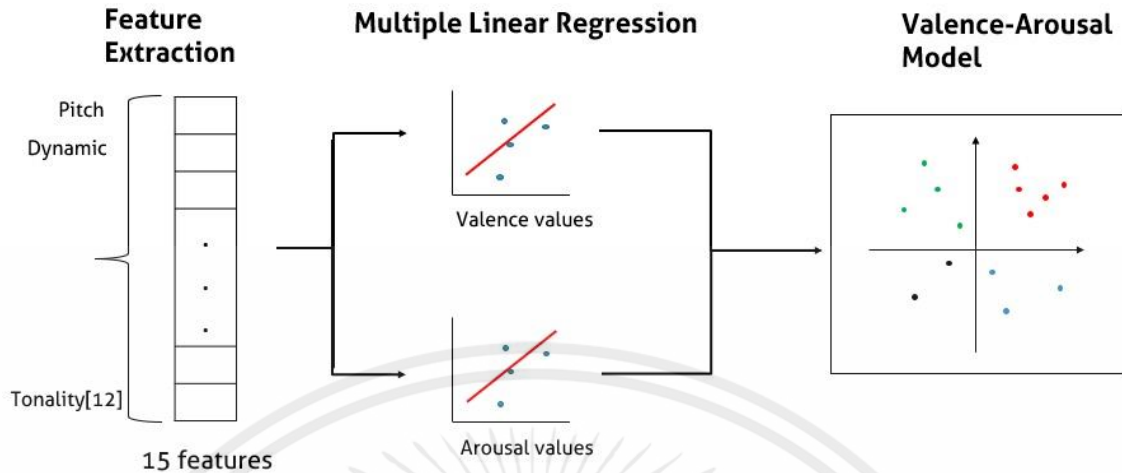 Feature
Extraction
Multiple Linear Regression
Valence-Arousal
Model
Pitch
Dynamic
Tonality[12]
15 features
Valence values
Arousal values